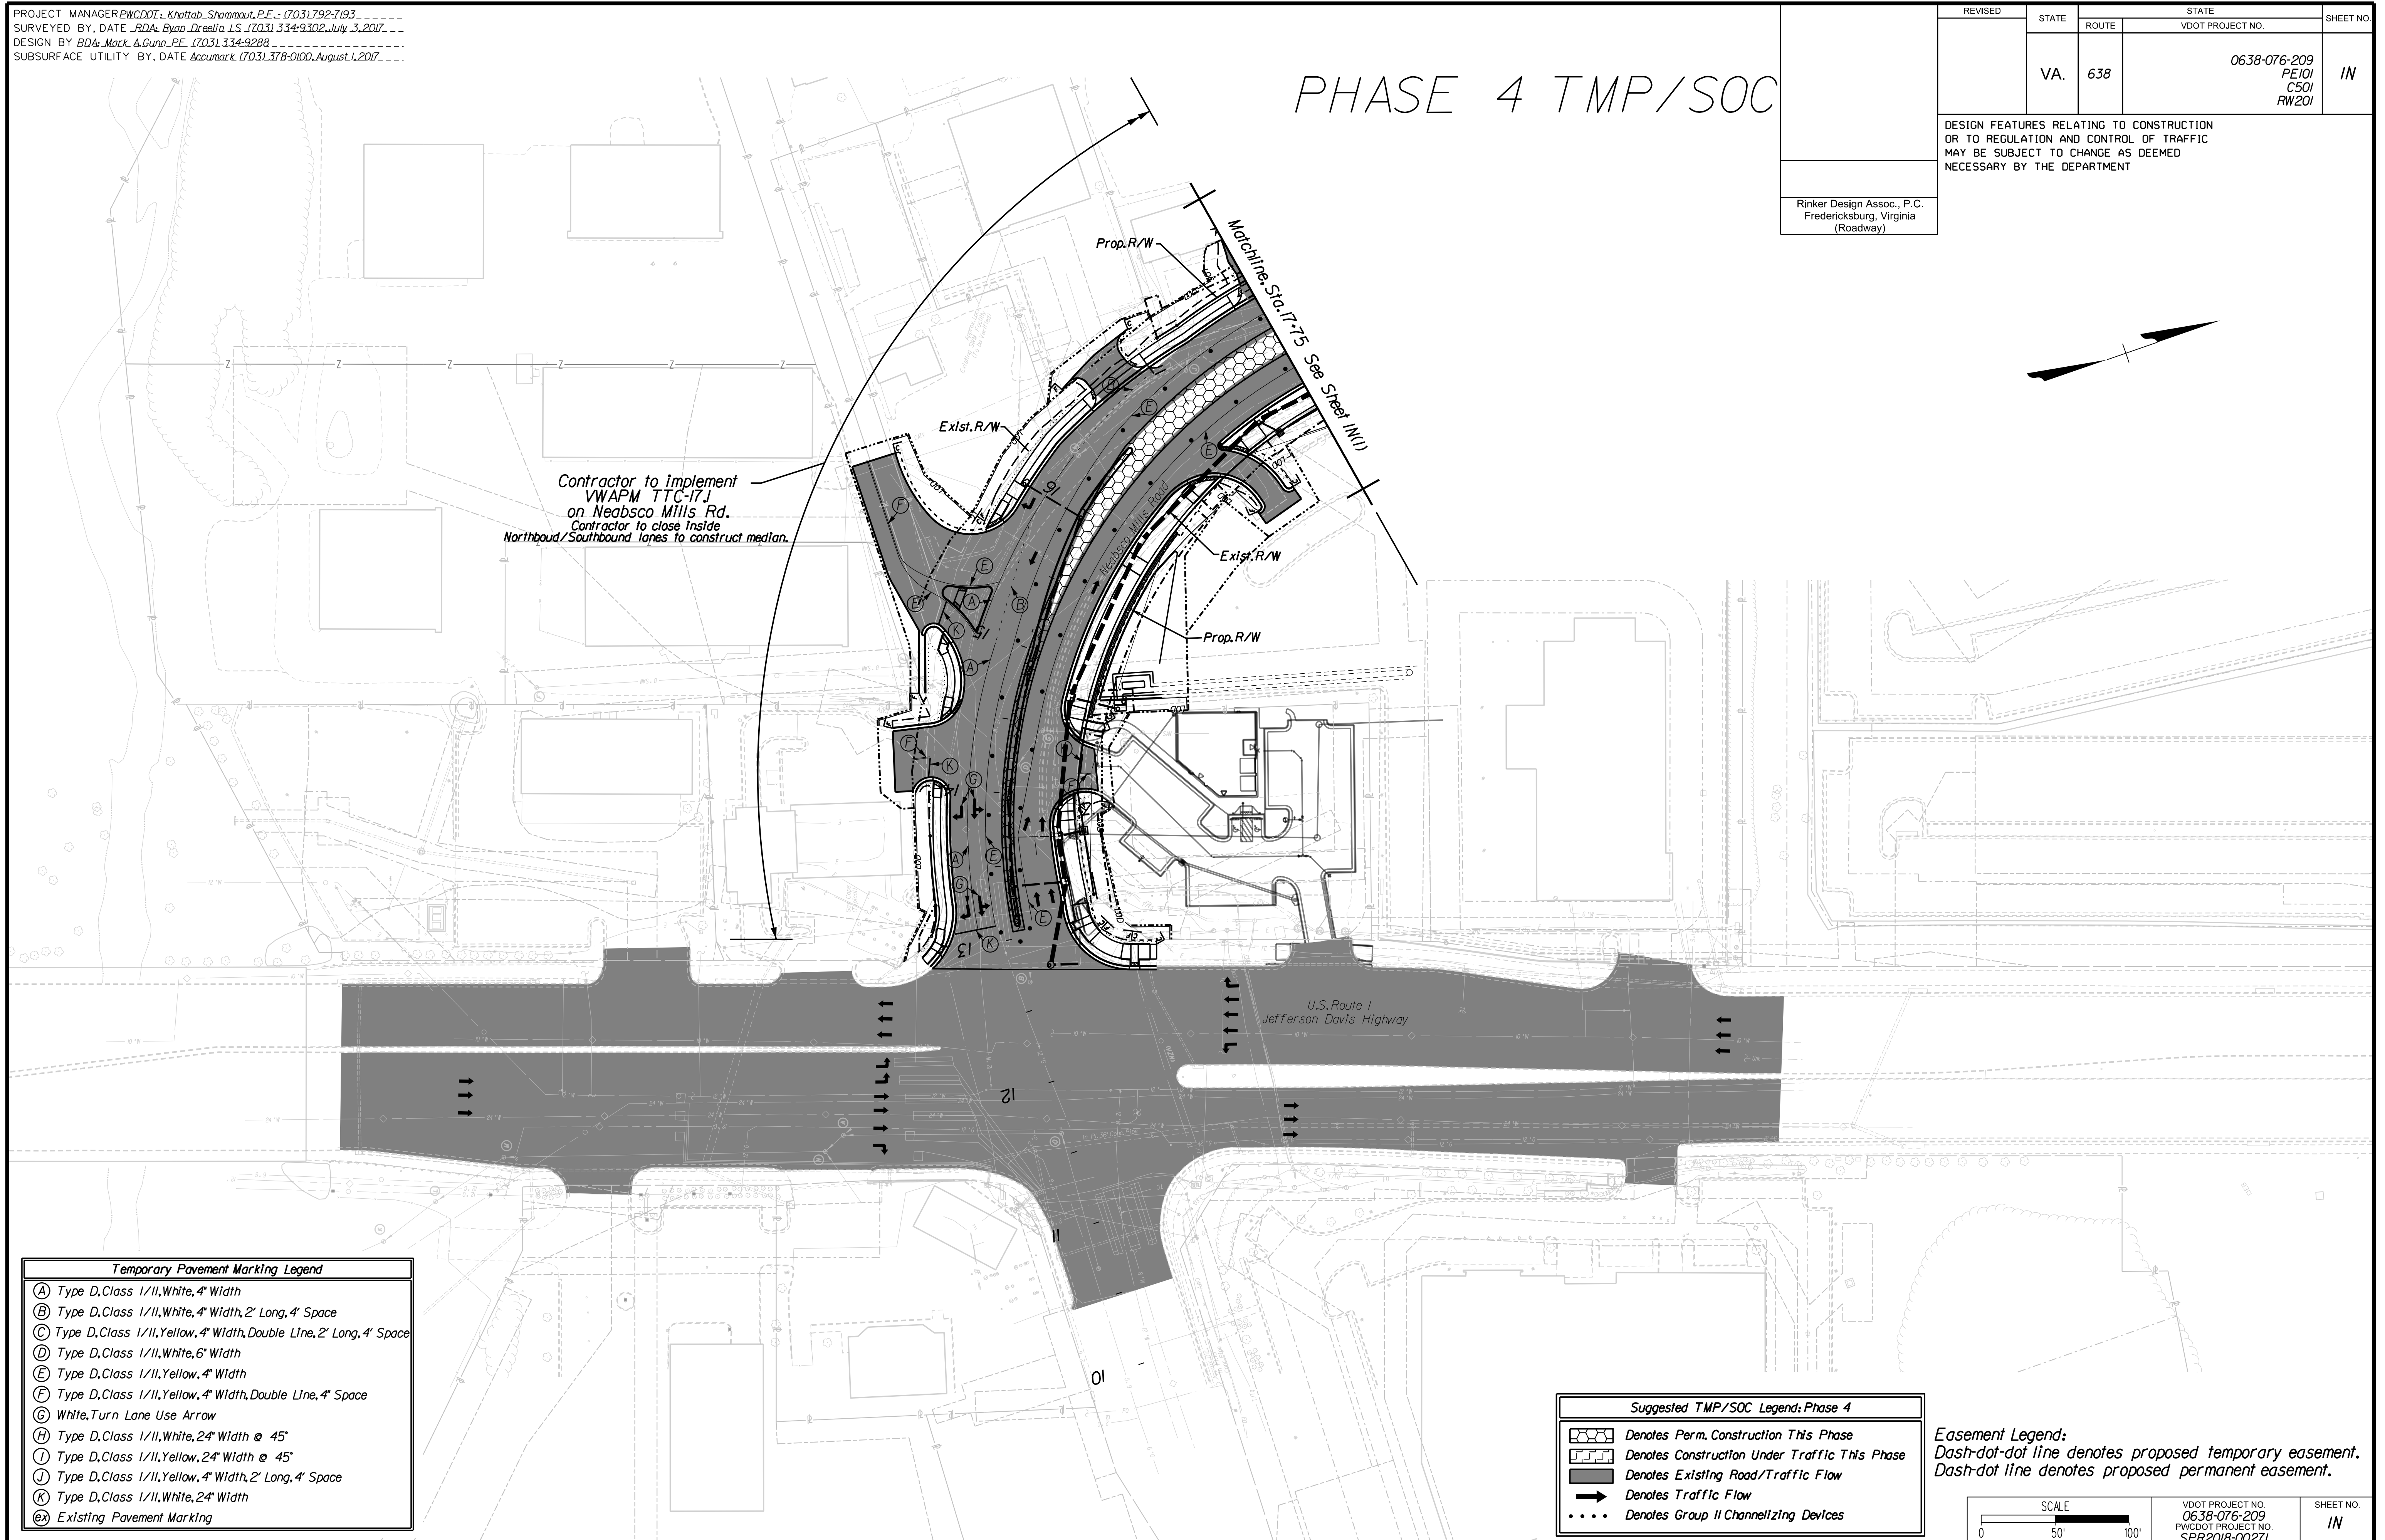 PROJECT MANAGER PWCDOT: Khattab Shammout, P.E. - (703) 792-7193
SURVEYED BY, DATE RDA: Ryan Dreelin LS (703) 334-9302, July 3, 2017
DESIGN BY RDA: Mark A Gunn PE (703) 334-9288
SUBSURFACE UTILITY BY, DATE Accumark (703) 378-0100, August 1, 2017
PHASE 4 TMP/SOC
REVISED
STATE
STATE
SHEET NO.
ROUTE
VDOT PROJECT NO.
VA.
638
0638-076-209
PE101
C501
RW201
1N
DESIGN FEATURES RELATING TO CONSTRUCTION
OR TO REGULATION AND CONTROL OF TRAFFIC
MAY BE SUBJECT TO CHANGE AS DEEMED
NECESSARY BY THE DEPARTMENT
Rinker Design Assoc., P.C.
Fredericksburg, Virginia
(Roadway)
Prop. R/W
Matchline, Sta. 17+75 See Sheet 1N(1)
Exist. R/W
Contractor to implement
VWAPM TTC-17.1
on Neabsco Mills Rd.
Contractor to close inside
Northboud/Southbound lanes to construct median.
Neabsco Mills Road
Exist. R/W
Prop. R/W
16
15
14
13
12
11
10
U.S. Route 1
Jefferson Davis Highway
Temporary Pavement Marking Legend
A Type D, Class I/II, White, 4" Width
B Type D, Class I/II, White, 4" Width, 2' Long, 4' Space
C Type D, Class I/II, Yellow, 4" Width, Double Line, 2' Long, 4' Space
D Type D, Class I/II, White, 6" Width
E Type D, Class I/II, Yellow, 4" Width
F Type D, Class I/II, Yellow, 4" Width, Double Line, 4" Space
G White, Turn Lane Use Arrow
H Type D, Class I/II, White, 24" Width @ 45°
I Type D, Class I/II, Yellow, 24" Width @ 45°
J Type D, Class I/II, Yellow, 4" Width, 2' Long, 4' Space
K Type D, Class I/II, White, 24" Width
ex Existing Pavement Marking
Suggested TMP/SOC Legend: Phase 4
Denotes Perm. Construction This Phase
Denotes Construction Under Traffic This Phase
Denotes Existing Road/Traffic Flow
Denotes Traffic Flow
Denotes Group II Channelizing Devices
Easement Legend:
Dash-dot-dot line denotes proposed temporary easement.
Dash-dot line denotes proposed permanent easement.
SCALE
0 50' 100'
VDOT PROJECT NO.
0638-076-209
PWCDOT PROJECT NO.
SPR2018-00271
SHEET NO.
1N